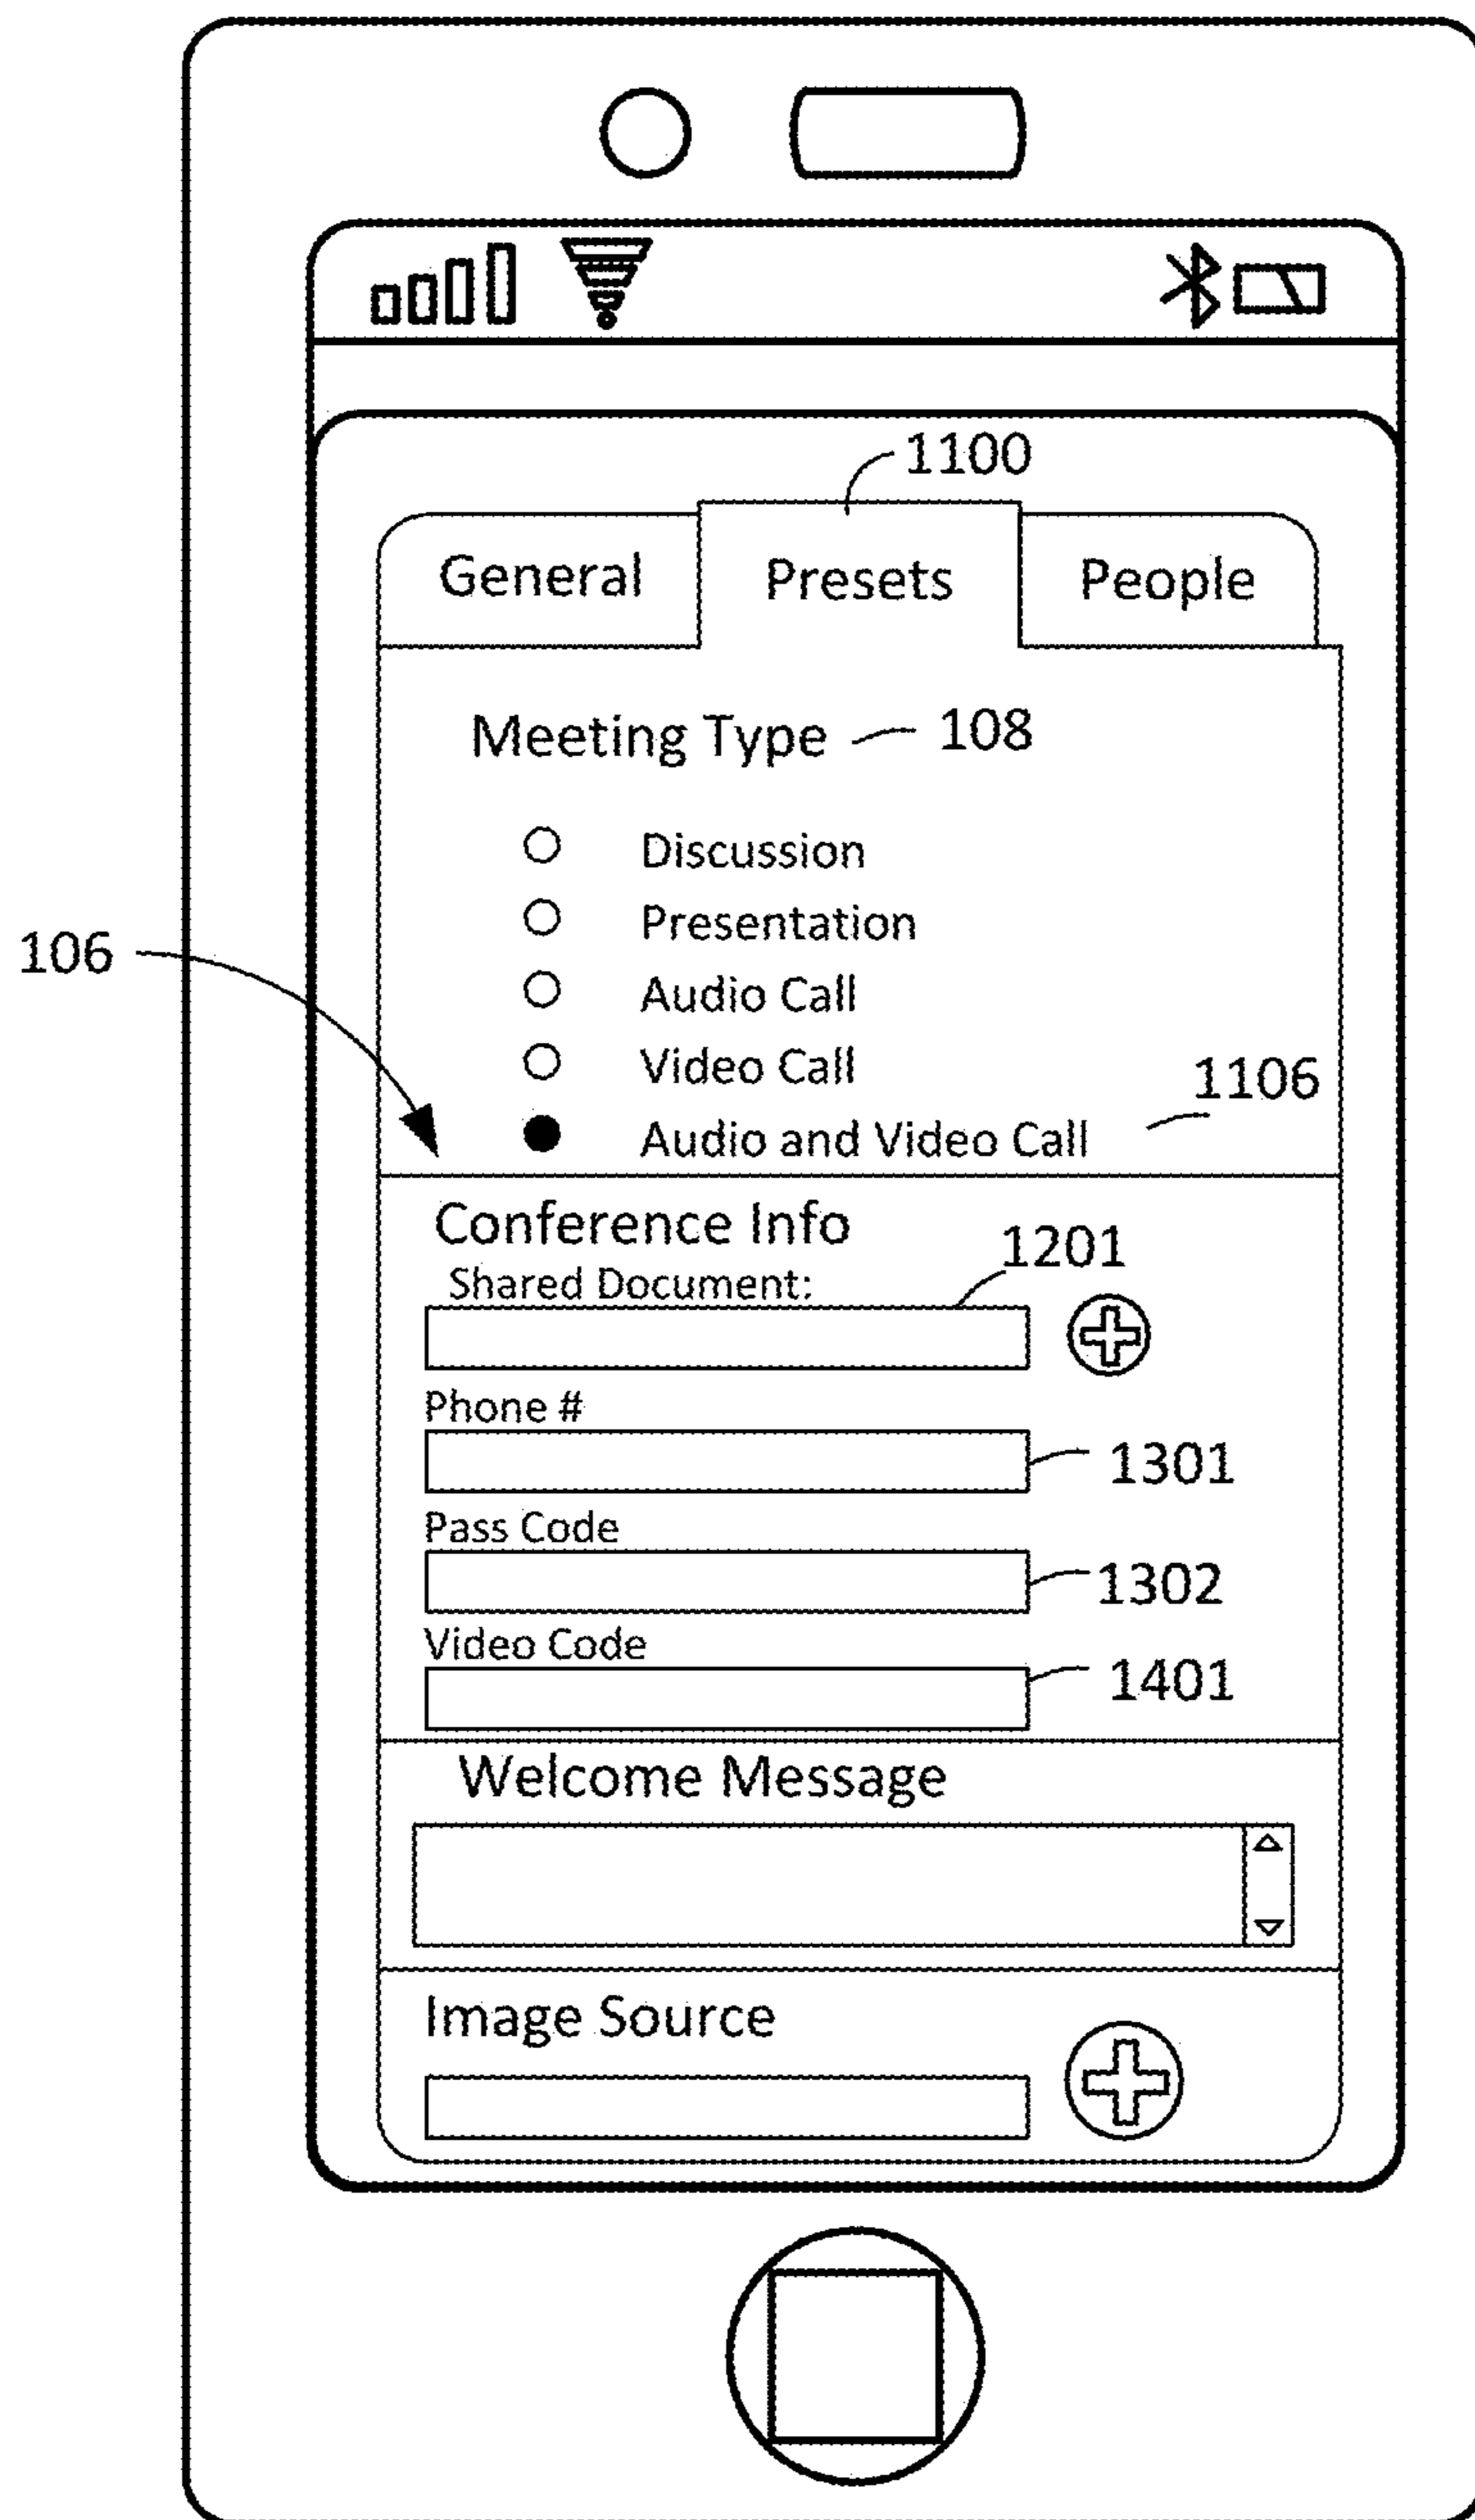 1100
General Presets People
Meeting Type 108
Discussion
Presentation
106
Audio Call
Video Call
1106
Audio and Video Call
Conference Info
1201
Shared Document:
Phone #
1301
Pass Code
1302
Video Code
1401
Welcome Message
Image Source